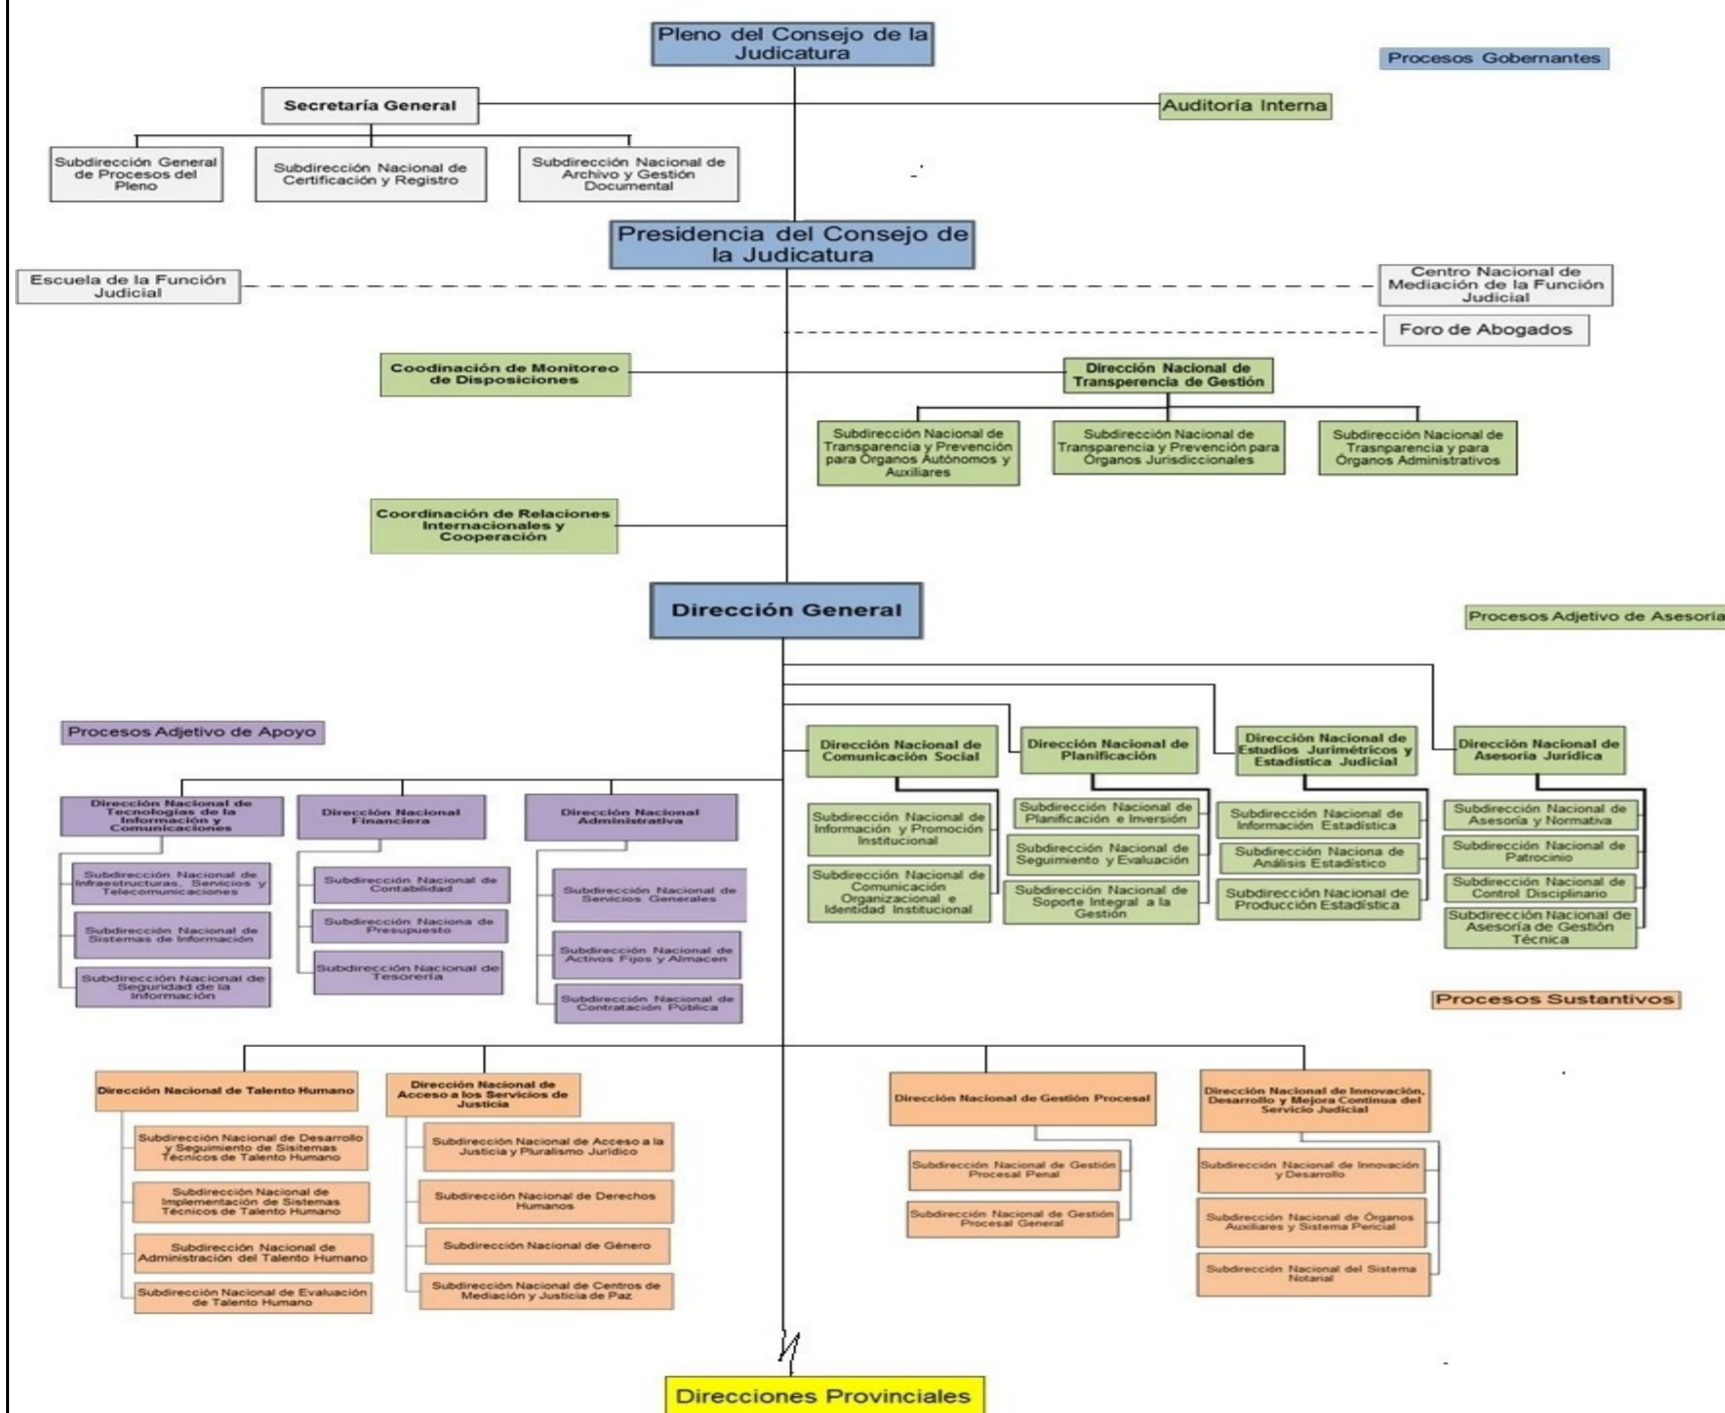 Pleno del Consejo de la
Judicatura
Procesos Gobernantes
Secretaría General
Auditoría Interna
Subdirección General
de Procesos del
Pleno
Subdirección Nacional de
Certificación y Registro
Subdirección Nacional de
Archivo y Gestión
Documental
Presidencia del Consejo de
la Judicatura
Escuela de la Función
Judicial
Centro Nacional de
Mediación de la Función
Judicial
Foro de Abogados
Coodinación de Monitoreo
de Disposiciones
Dirección Nacional de
Transperencia de Gestión
Subdirección Nacional de
Transparencia y Prevención
para Órganos Autónomos y
Auxiliares
Subdirección Nacional de
Transparencia y Prevención para
Órganos Jurisdiccionales
Subdirección Nacional de
Trasnparencia y para
Órganos Administrativos
Coordinación de Relaciones
Internacionales y
Cooperación
Dirección General
Procesos Adjetivo de Asesoría
Procesos Adjetivo de Apoyo
Dirección Nacional de
Comunicación Social
Subdirección Nacional de
Información y Promoción
Institucional
Subdirección Nacional de
Comunicación
Organizacional e
Identidad Institucional
Dirección Nacional de
Planificación
Subdirección Nacional de
Planificación e Inversión
Subdirección Nacional de
Seguimiento y Evaluación
Subdirección Nacional de
Soporte Integral a la
Gestión
Dirección Nacional de
Estudios Jurimétricos y
Estadística Judicial
Subdirección Nacional de
Información Estadística
Subdirección Naciona de
Análisis Estadístico
Subdirección Nacional de
Producción Estadística
Dirección Nacional de
Asesoría Jurídica
Subdirección Nacional de
Asesoría y Normativa
Subdirección Nacional de
Patrocinio
Subdirección Nacional de
Control Disciplinario
Subdirección Nacional de
Asesoría de Gestión
Técnica
Dirección Nacional de
Tecnologías de la
Información y
Comunicaciones
Subdirección Nacional de
Infraestructuras, Servicios y
Telecomunicaciones
Subdirección Nacional de
Sistemas de Información
Subdirección Nacional de
Seguridad de la
Información
Dirección Nacional
Financiera
Subdirección Nacional de
Contabilidad
Subdirección Naciona de
Presupuesto
Subdirección Nacional de
Tesorería
Dirección Nacional
Administrativa
Subdirección Nacional de
Servicios Generales
Subdirección Nacional de
Activos Fijos y Almacen
Subdirección Nacional de
Contratación Pública
Procesos Sustantivos
Dirección Nacional de Talento Humano
Subdirección Nacional de Desarrollo
y Seguimiento de Sisitemas
Técnicos de Talento Humano
Subdirección Nacional de
Implementación de Sistemas
Técnicos de Talento Humano
Subdirección Nacional de
Administración del Talento Humano
Subdirección Nacional de Evaluación
de Talento Humano
Dirección Nacional de
Acceso a los Servicios de
Justicia
Subdirección Nacional de Acceso a la
Justicia y Pluralismo Jurídico
Subdirección Nacional de Derechos
Humanos
Subdirección Nacional de Género
Subdirección Nacional de Centros de
Mediación y Justicia de Paz
Dirección Nacional de Gestión Procesal
Subdirección Nacional de Gestión
Procesal Penal
Subdirección Nacional de Gestión
Procesal General
Dirección Nacional de Innovación,
Desarrollo y Mejora Continua del
Servicio Judicial
Subdirección Nacional de Innovación
y Desarrollo
Subdirección Nacional de Órganos
Auxiliares y Sistema Pericial
Subdirección Nacional del Sistema
Notarial
Direcciones Provinciales